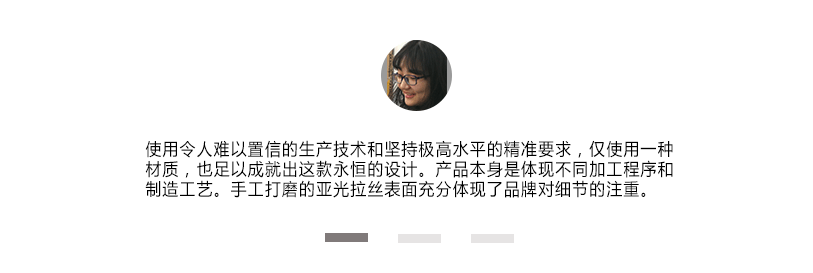 使用令人难以置信的生产技术和坚持极高水平的精准要求，仅使用一种
材质，也足以成就出这款永恒的设计。产品本身是体现不同加工程序和
制造工艺。手工打磨的亚光拉丝表面充分体现了品牌对细节的注重。